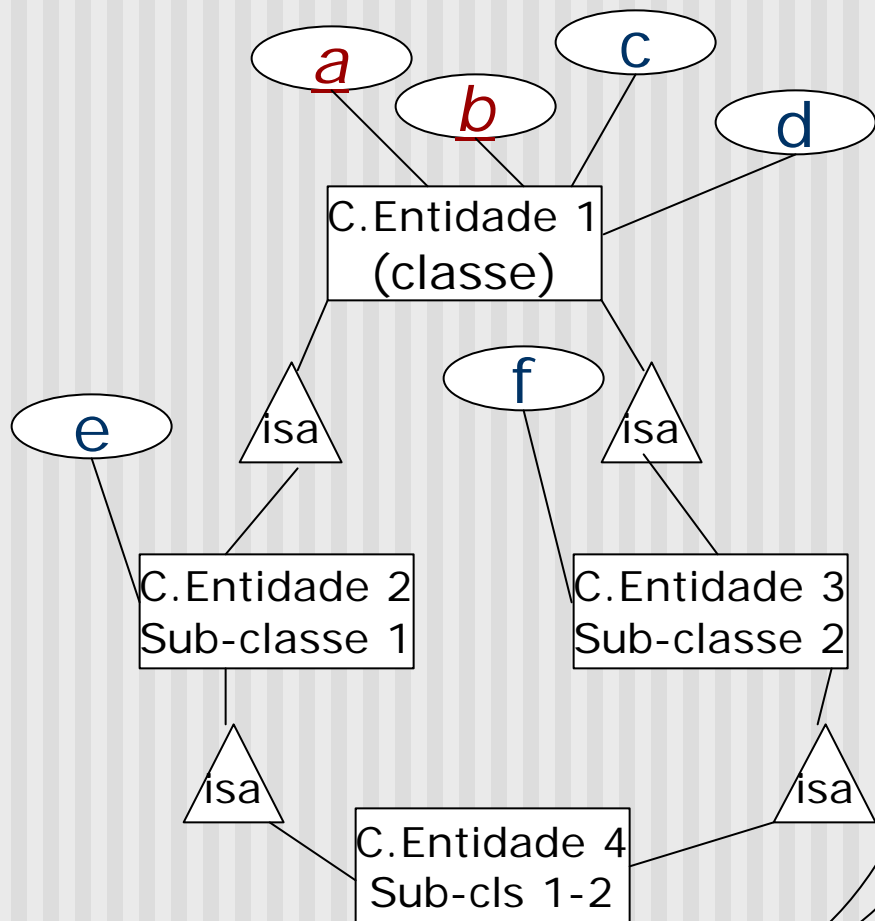 a
b
c
d
C.Entidade 1
(classe)
isa
isa
e
f
C.Entidade 2
Sub-classe 1
C.Entidade 3
Sub-classe 2
isa
isa
C.Entidade 4
Sub-cls 1-2